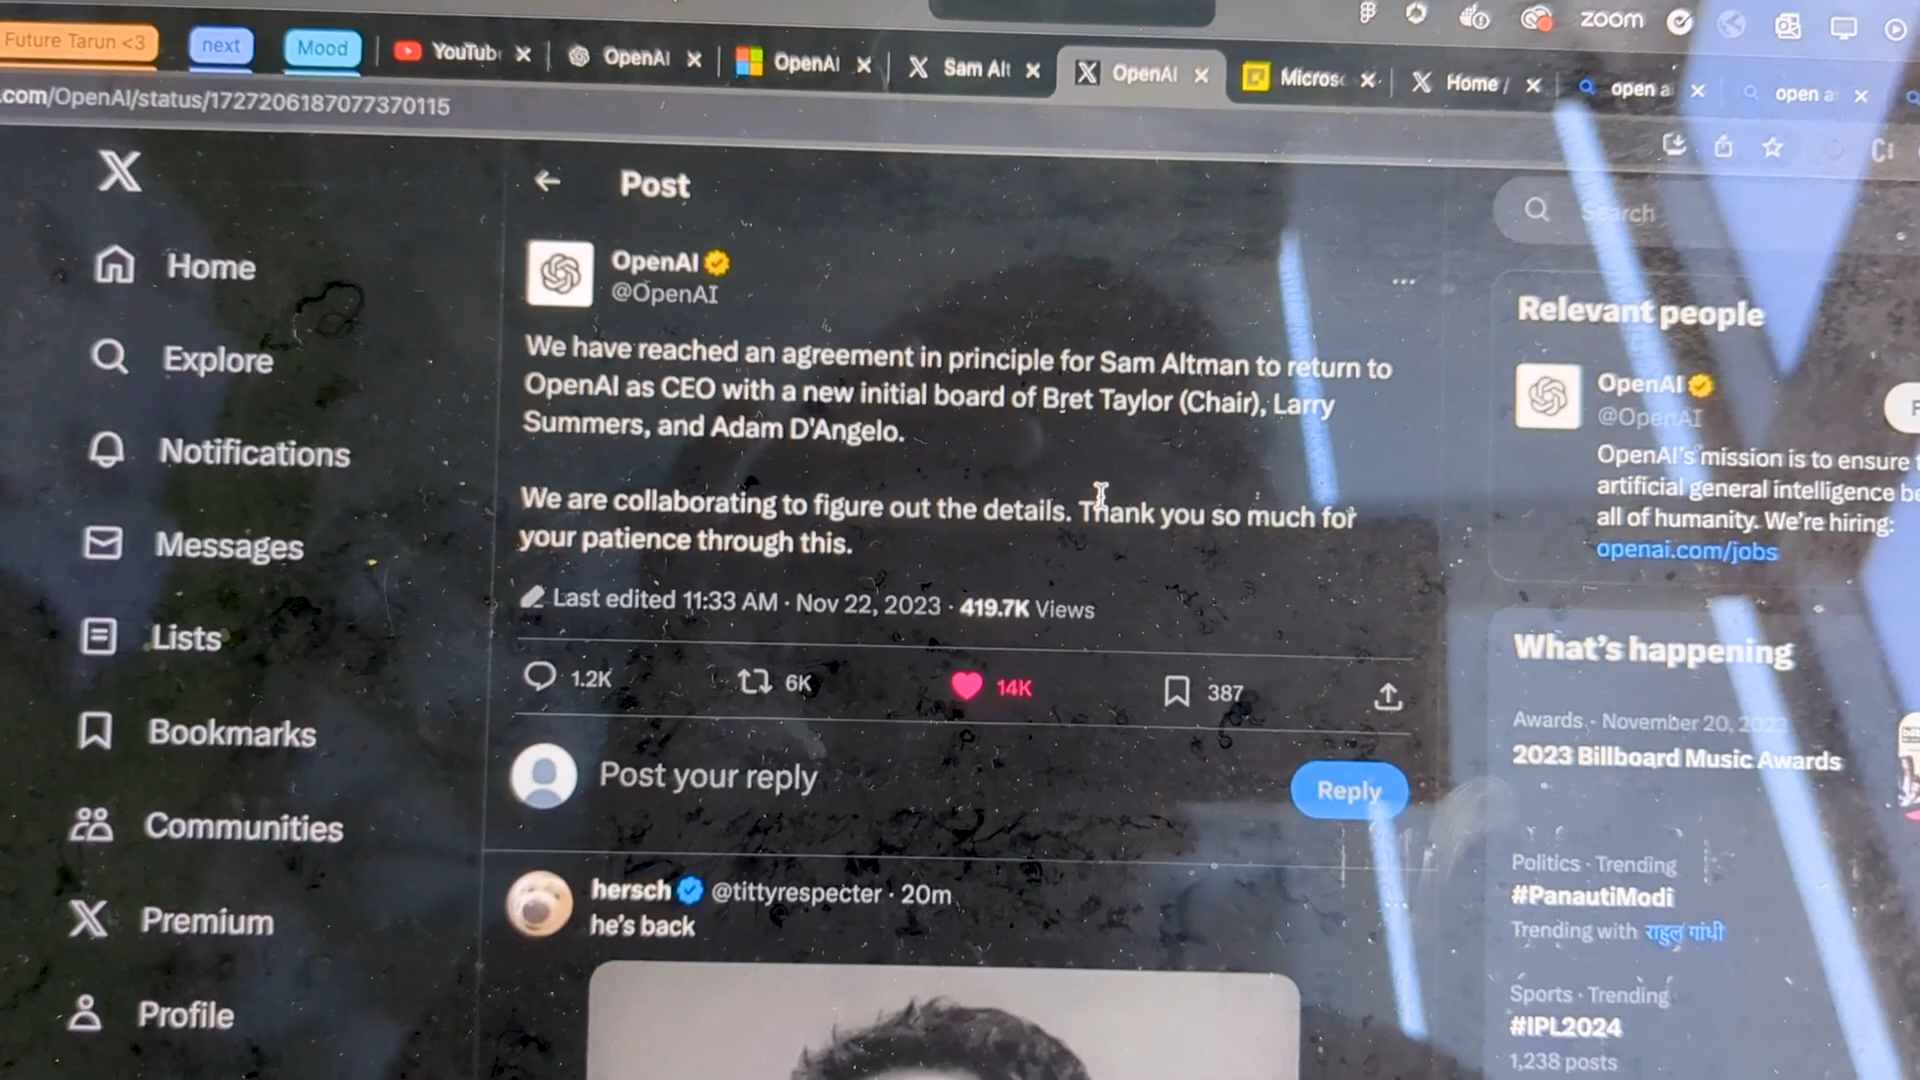 Future Tarun <3
next
Mood
YouTub
OpenAI
OpenAI
Sam Alt
OpenAI
Micros
Home /
open a
open a
zoom
.com/OpenAI/status/1727206187077370115
Post
Search
Home
Explore
Notifications
Messages
Lists
Bookmarks
Communities
Premium
Profile
OpenAI
@OpenAI
We have reached an agreement in principle for Sam Altman to return to
OpenAI as CEO with a new initial board of Bret Taylor (Chair), Larry
Summers, and Adam D'Angelo.
We are collaborating to figure out the details. Thank you so much for
your patience through this.
Last edited 11:33 AM · Nov 22, 2023 · 419.7K Views
1.2K 6K 14K 387
Post your reply
Reply
hersch @tittyrespecter · 20m
he's back
Relevant people
OpenAI
@OpenAI
OpenAI's mission is to ensure
artificial general intelligence be
all of humanity. We're hiring:
openai.com/jobs
What's happening
Awards · November 20, 2023
2023 Billboard Music Awards
Politics · Trending
#PanautiModi
Trending with राहुल गांधी
Sports · Trending
#IPL2024
1,238 posts